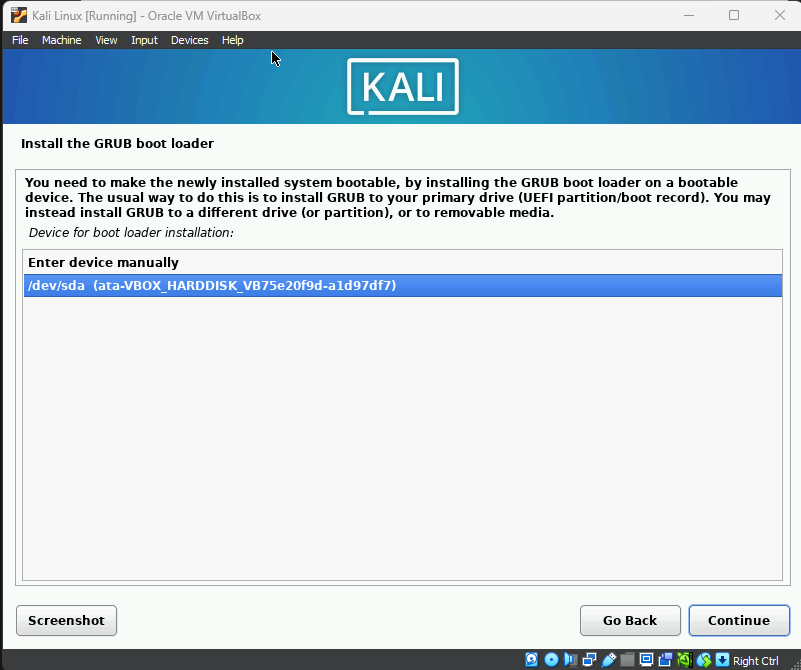 Kali Linux [Running] - Oracle VM VirtualBox
File Machine View Input Devices Help
KALI
Install the GRUB boot loader
You need to make the newly installed system bootable, by installing the GRUB boot loader on a bootable
device. The usual way to do this is to install GRUB to your primary drive (UEFI partition/boot record). You may
instead install GRUB to a different drive (or partition), or to removable media.
Device for boot loader installation:
Enter device manually
/dev/sda (ata-VBOX_HARDDISK_VB75e20f9d-a1d97df7)
Screenshot Go Back Continue
Right Ctrl